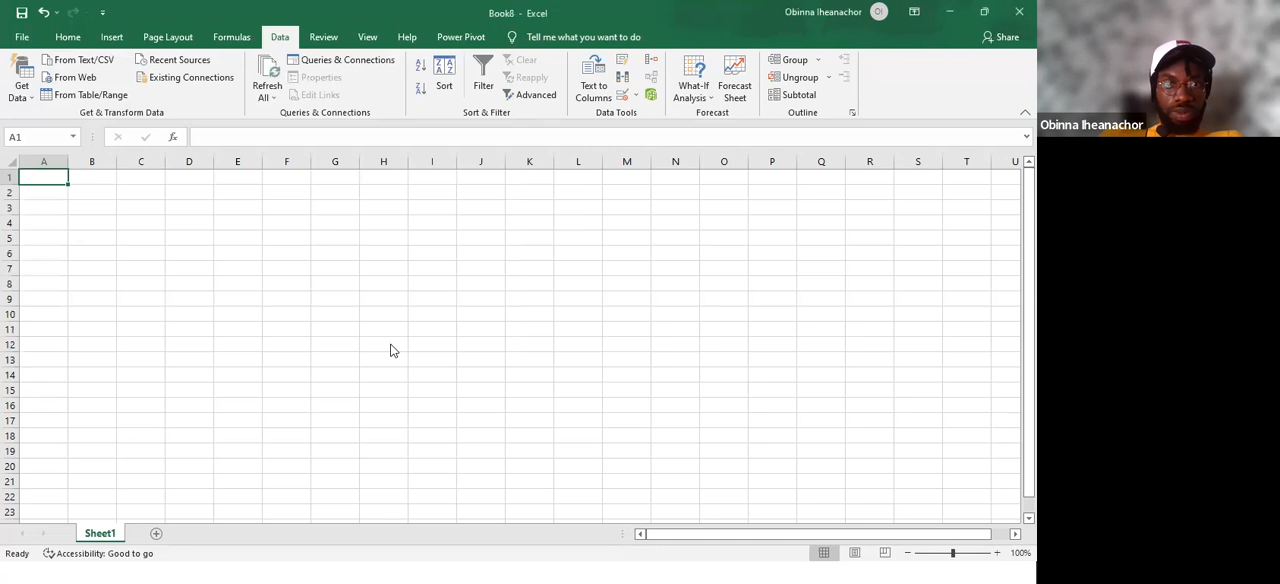 Book8 - Excel
Obinna Iheanachor
OI
File
Home
Insert
Page Layout
Formulas
Data
Review
View
Help
Power Pivot
Tell me what you want to do
Share
Get Data
From Text/CSV
From Web
From Table/Range
Recent Sources
Existing Connections
Get & Transform Data
Refresh All
Queries & Connections
Properties
Edit Links
Queries & Connections
Sort
Filter
Clear
Reapply
Advanced
Sort & Filter
Text to Columns
Data Tools
What-If Analysis
Forecast Sheet
Forecast
Group
Ungroup
Subtotal
Outline
A1
fx
A B C D E F G H I J K L M N O P Q R S T U
1
2
3
4
5
6
7
8
9
10
11
12
13
14
15
16
17
18
19
20
21
22
23
Sheet1
Ready
Accessibility: Good to go
100%
Obinna Iheanachor